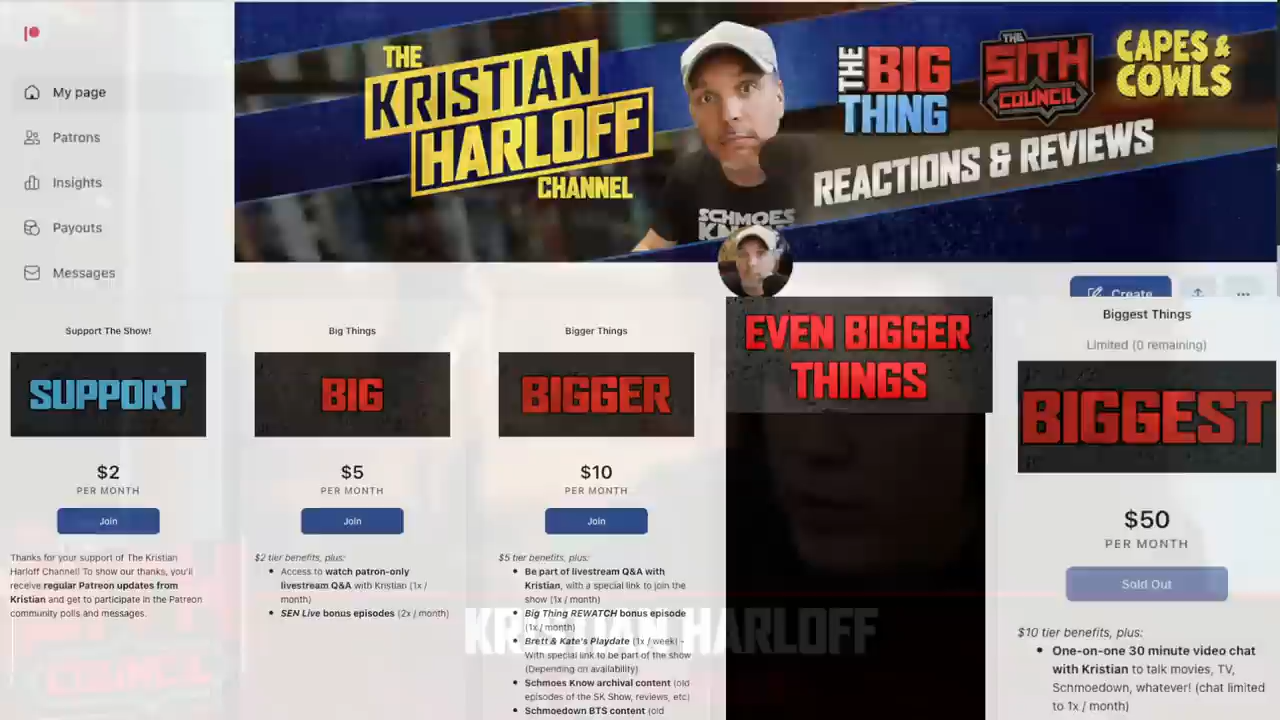 My page
Patrons
Insights
Payouts
Messages
THE
KRISTIAN
HARLOFF
CHANNEL
THE BIG
THING
THE
SITH
COUNCIL
CAPES &
COWLS
REACTIONS & REVIEWS
SCHMOES
Create
Support The Show!
SUPPORT
$2
PER MONTH
Join
Thanks for your support of The Kristian
Harloff Channel! To show our thanks, you'll
receive regular Patreon updates from
Kristian and get to participate in the Patreon
community polls and messages.
Big Things
BIG
$5
PER MONTH
Join
$2 tier benefits, plus:
Access to watch patron-only
livestream Q&A with Kristian (1x /
month)
SEN Live bonus episodes (2x / month)
Bigger Things
BIGGER
$10
PER MONTH
Join
$5 tier benefits, plus:
Be part of livestream Q&A with
Kristian, with a special link to join the
show (1x / month)
Big Thing REWATCH bonus episode
(1x / month)
Brett & Kate's Playdate (1x / week) -
With special link to be part of the show
(Depending on availability)
Schmoes Know archival content (old
episodes of the SK Show, reviews, etc)
Schmoedown BTS content (old
EVEN BIGGER
THINGS
Biggest Things
Limited (0 remaining)
BIGGEST
$50
PER MONTH
Sold Out
$10 tier benefits, plus:
One-on-one 30 minute video chat
with Kristian to talk movies, TV,
Schmoedown, whatever! (chat limited
to 1x / month)
KRISTIAN HARLOFF
COUNCIL